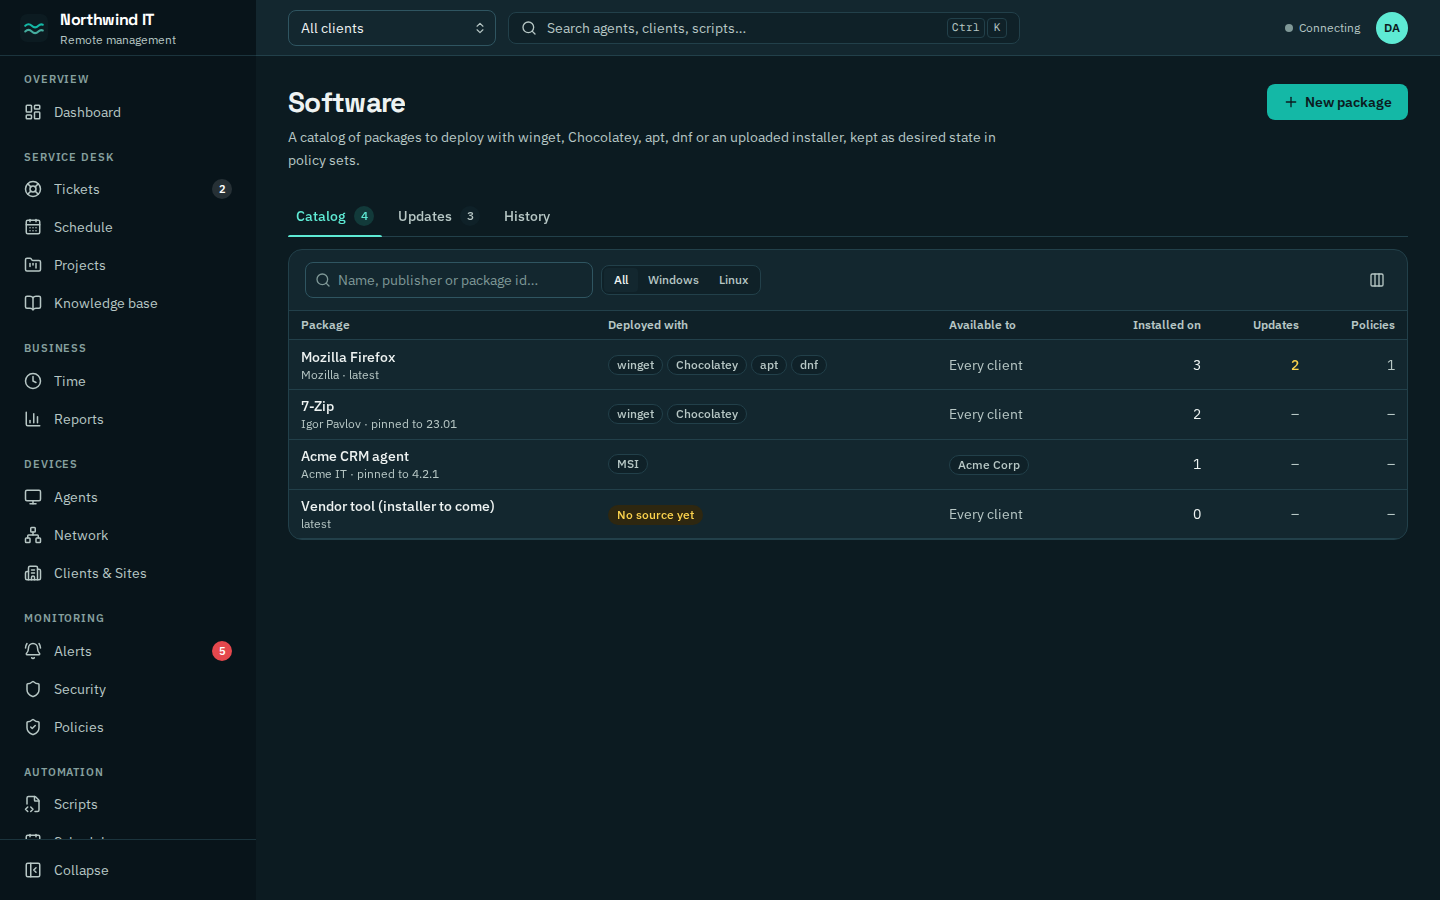 Northwind IT
Remote management
All clients
Search agents, clients, scripts...
Ctrl K
Connecting
DA
OVERVIEW
Dashboard
SERVICE DESK
Tickets 2
Schedule
Projects
Knowledge base
BUSINESS
Time
Reports
DEVICES
Agents
Network
Clients & Sites
MONITORING
Alerts 5
Security
Policies
AUTOMATION
Scripts
Collapse
Software
New package
A catalog of packages to deploy with winget, Chocolatey, apt, dnf or an uploaded installer, kept as desired state in
policy sets.
Catalog 4 Updates 3 History
Name, publisher or package id...
All Windows Linux
Package Deployed with Available to Installed on Updates Policies
Mozilla Firefox
Mozilla · latest
winget Chocolatey apt dnf Every client 3 2 1
7-Zip
Igor Pavlov · pinned to 23.01
winget Chocolatey Every client 2 – –
Acme CRM agent
Acme IT · pinned to 4.2.1
MSI Acme Corp 1 – –
Vendor tool (installer to come)
latest
No source yet Every client 0 – –